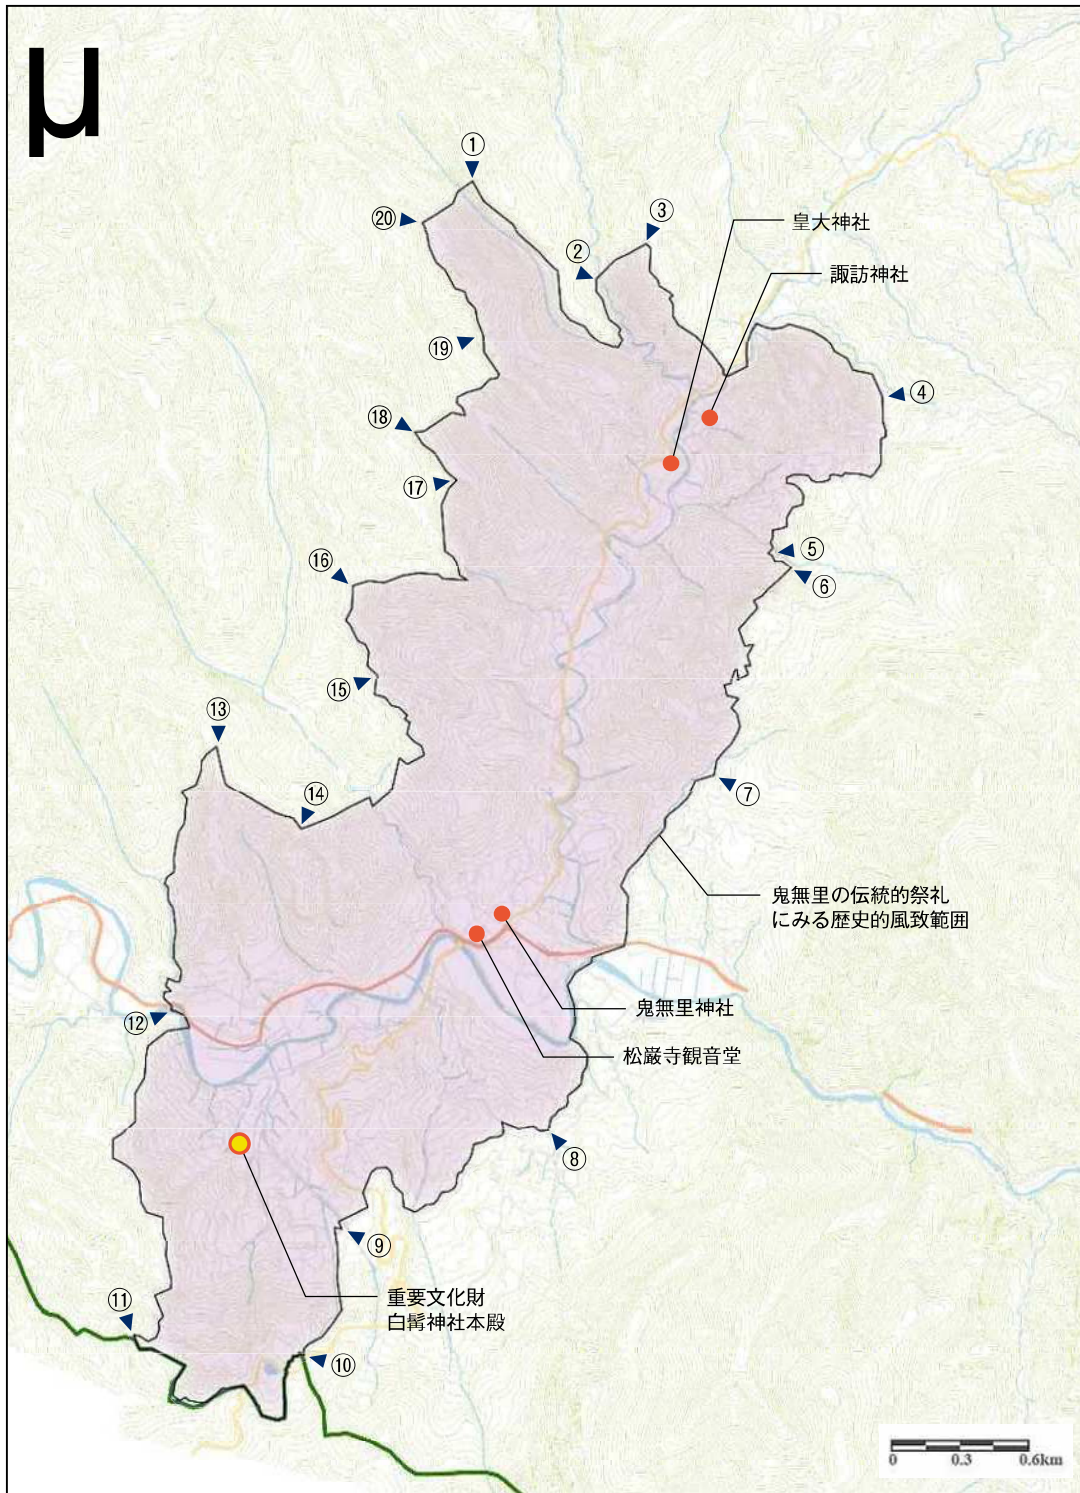 μ
①
⑳
③
②
皇大神社
諏訪神社
⑲
④
⑱
⑰
⑤
⑯
⑥
⑮
⑬
⑭
⑦
鬼無里の伝統的祭礼
にみる歴史的風致範囲
鬼無里神社
⑫
松巌寺観音堂
⑧
⑨
⑪
重要文化財
白髯神社本殿
⑩
0 0.3 0.6km